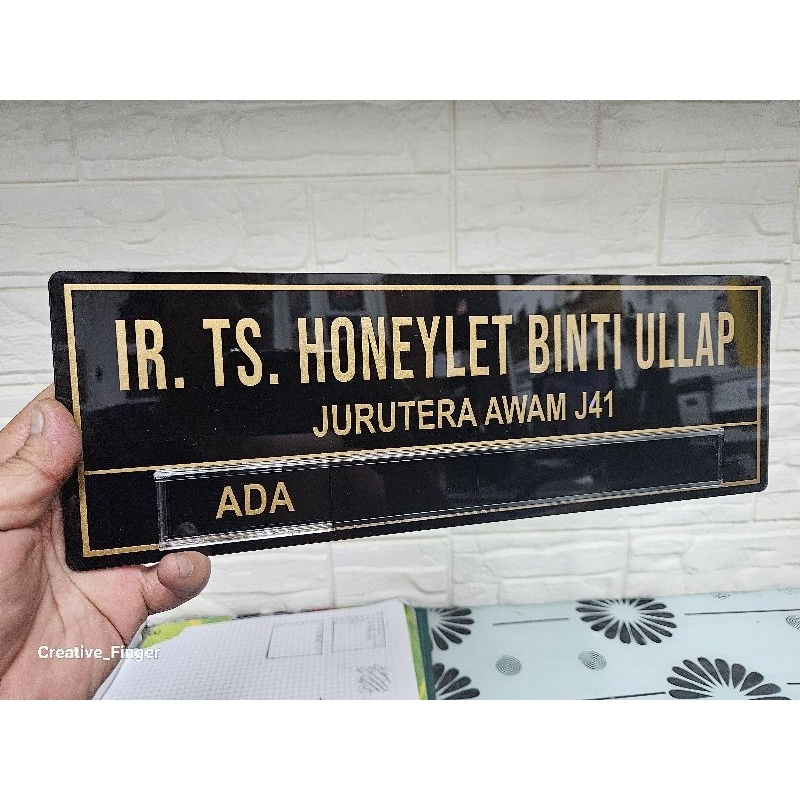 IR. TS. HONEYLET BINTI ULLAP
JURUTERA AWAM J41
ADA
Creative_Finger